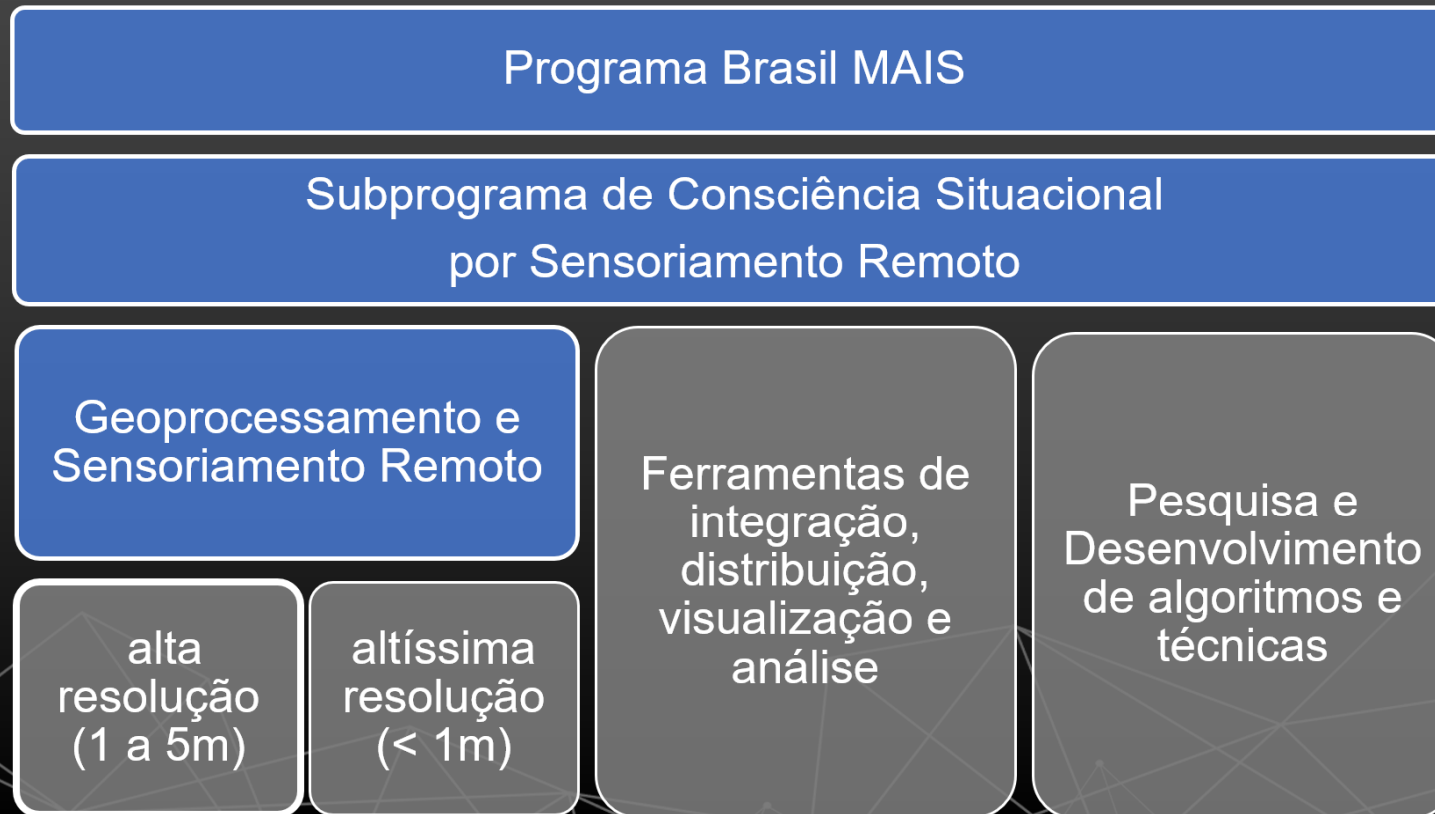 Programa Brasil MAIS
Subprograma de Consciência Situacional
por Sensoriamento Remoto
Geoprocessamento e
Sensoriamento Remoto
alta
resolução
(1 a 5m)
altíssima
resolução
(< 1m)
Ferramentas de
integração,
distribuição,
visualização e
análise
Pesquisa e
Desenvolvimento
de algoritmos e
técnicas